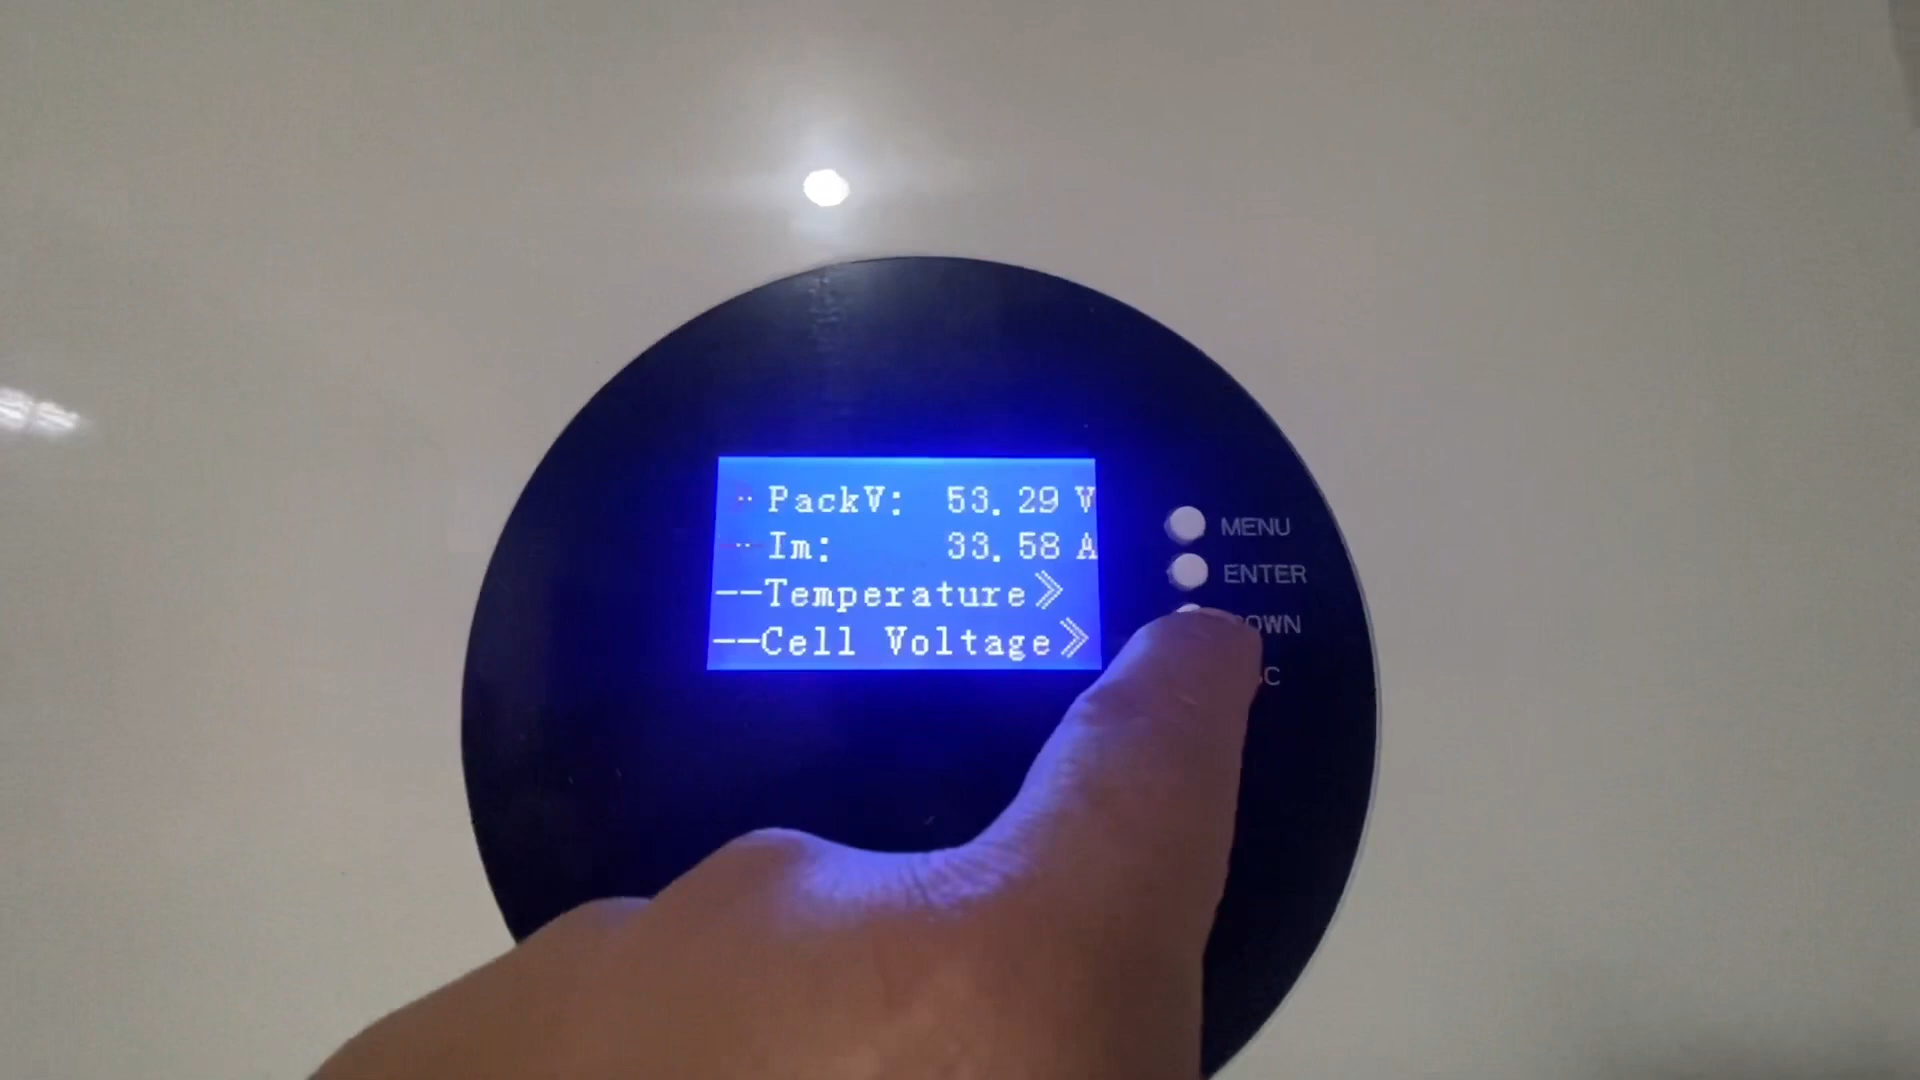 PackV: 53.29 V
Im: 33.58 A
--Temperature》
--Cell Voltage》
MENU
ENTER